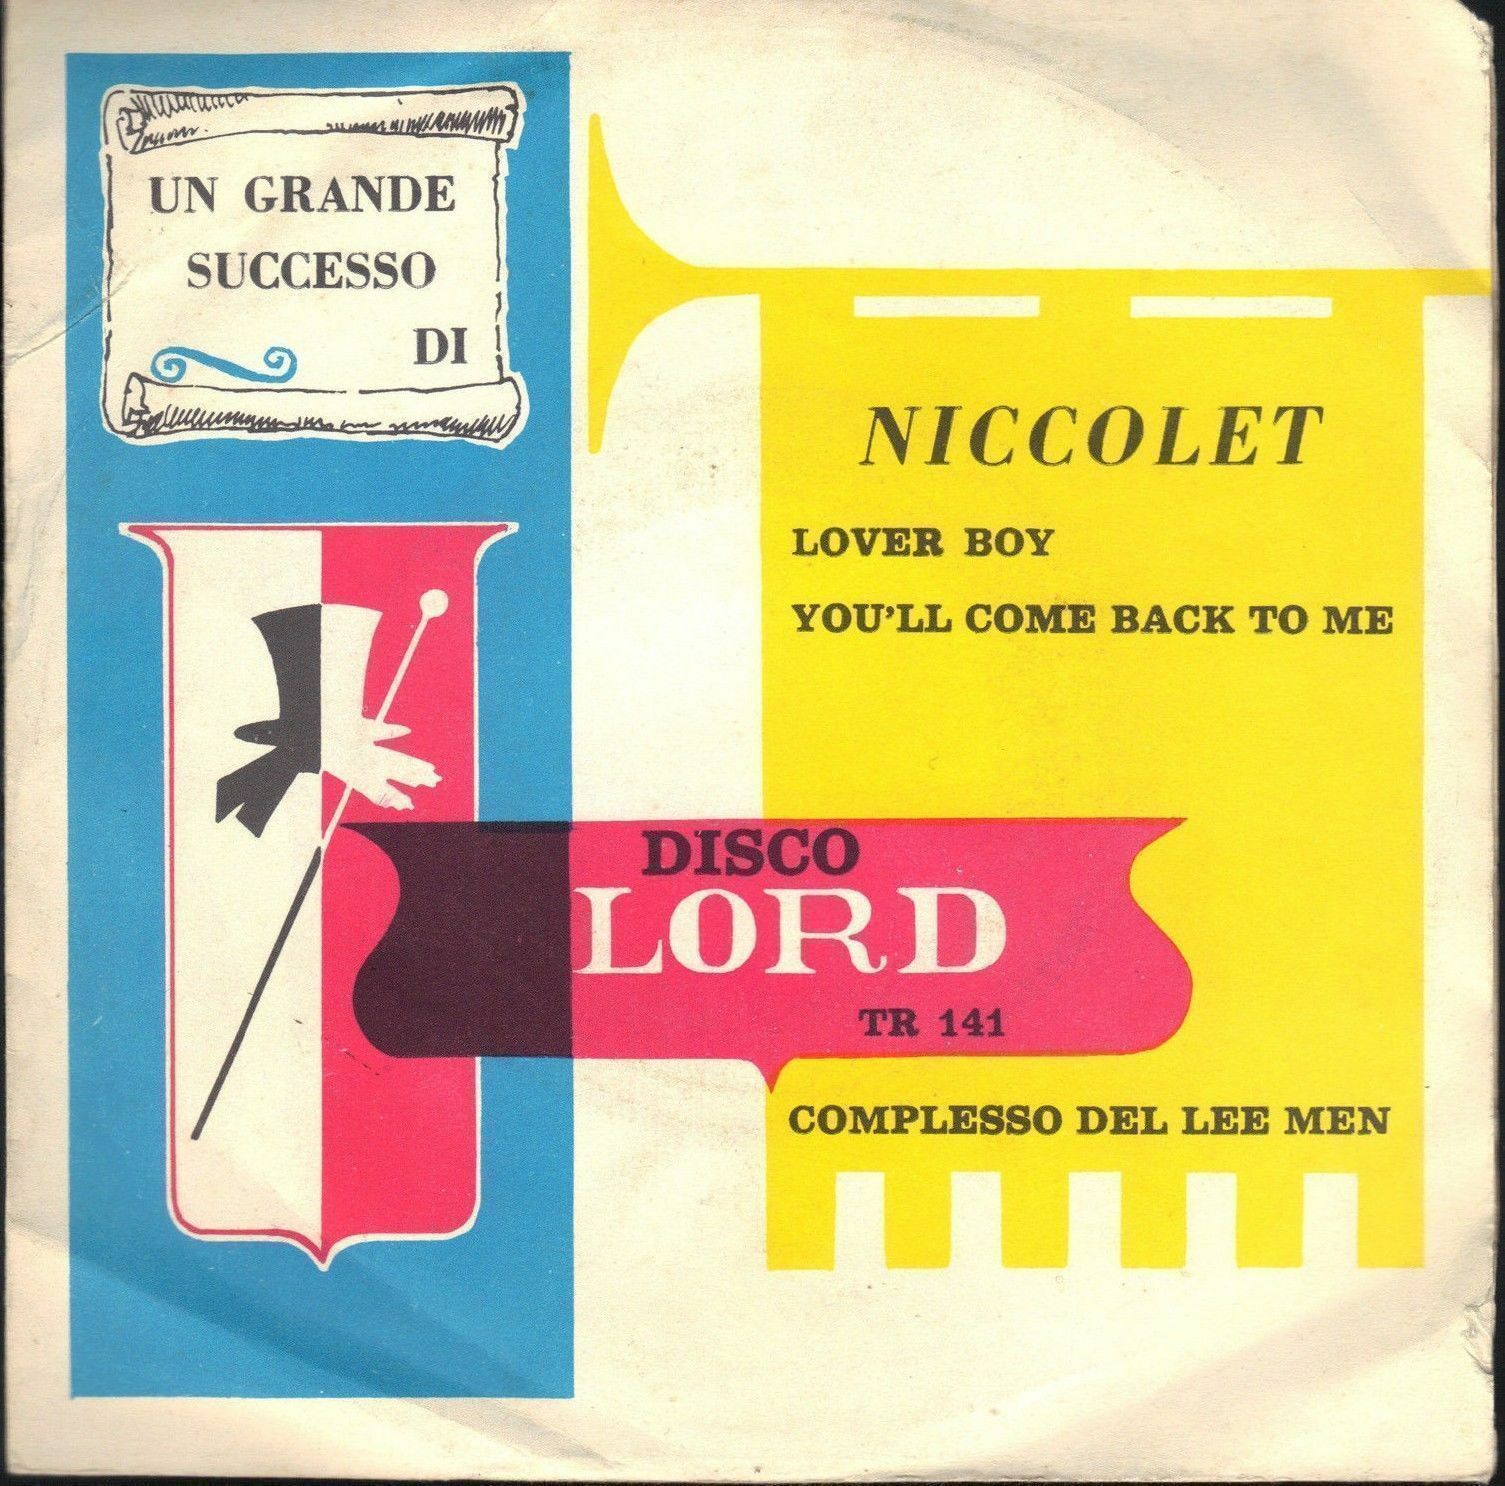 UN GRANDE
SUCCESSO
DI
NICCOLET
LOVER BOY
YOU'LL COME BACK TO ME
DISCO
LORD
TR 141
COMPLESSO DEL LEE MEN